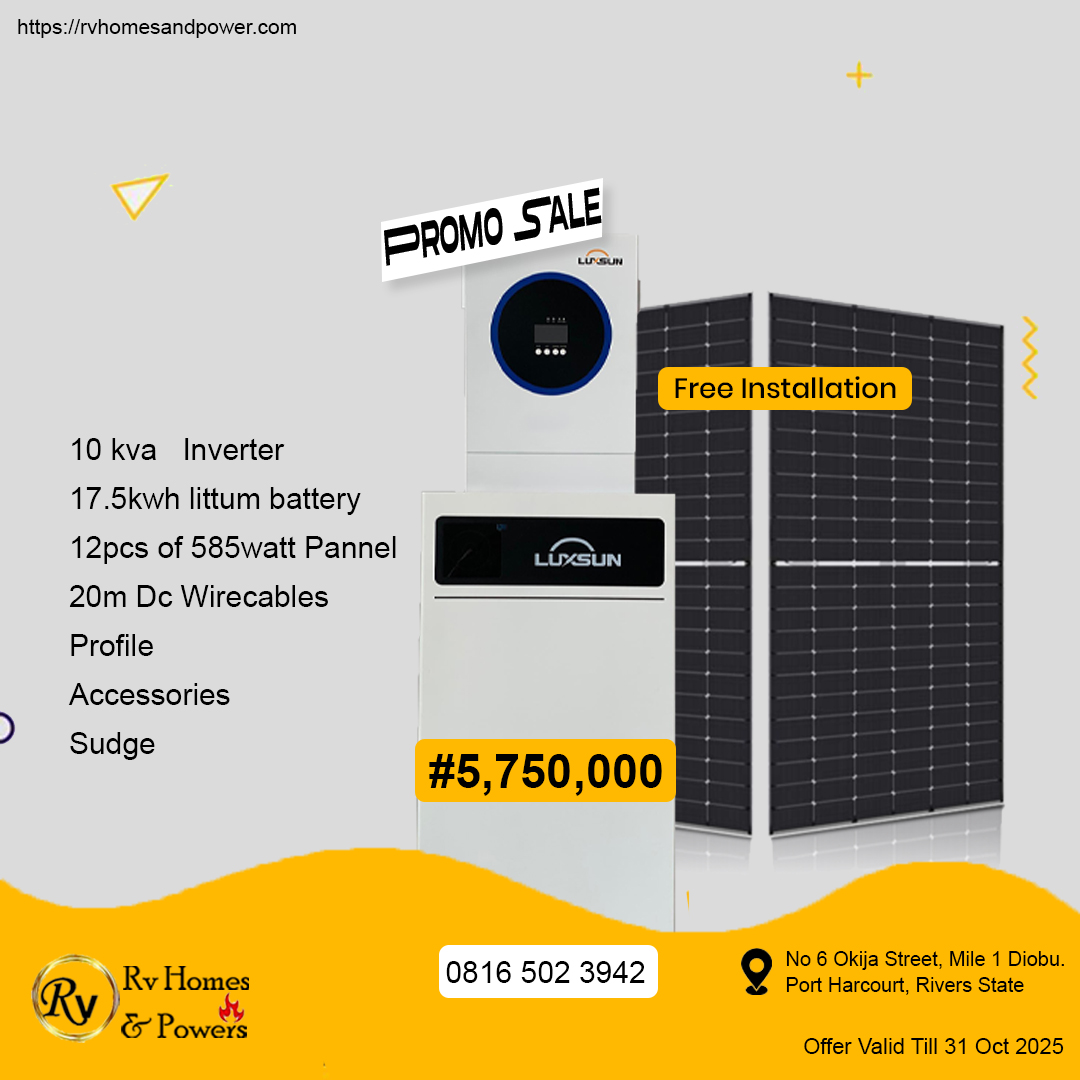 https://rvhomesandpower.com
PROMO SALE
LUXSUN
Free Installation
10 kva Inverter
17.5kwh littum battery
12pcs of 585watt Pannel
20m Dc Wirecables
Profile
Accessories
Sudge
LUXSUN
#5,750,000
Rv
Rv Homes
& Powers
0816 502 3942
No 6 Okija Street, Mile 1 Diobu.
Port Harcourt, Rivers State
Offer Valid Till 31 Oct 2025